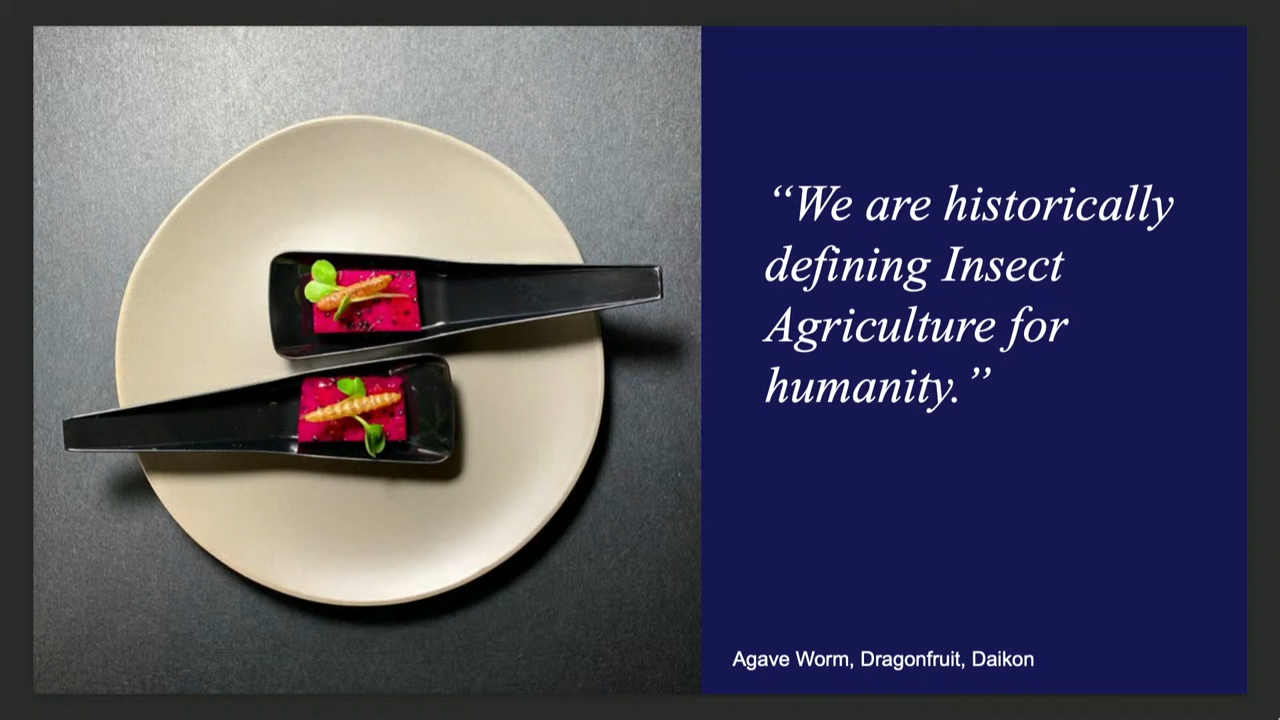 “We are historically
defining Insect
Agriculture for
humanity.”
Agave Worm, Dragonfruit, Daikon